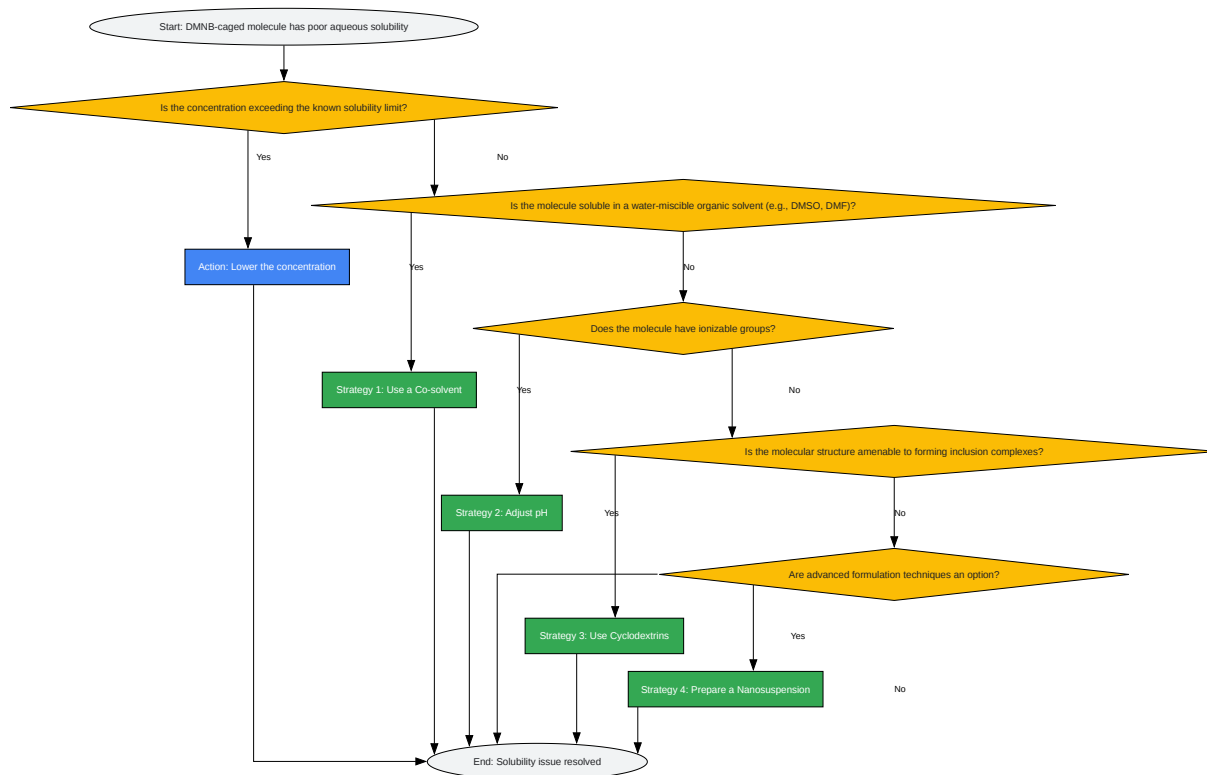 Start: DMNB-caged molecule has poor aqueous solubility
Is the concentration exceeding the known solubility limit?
Yes
No
Is the molecule soluble in a water-miscible organic solvent (e.g., DMSO, DMF)?
Action: Lower the concentration
Yes
No
Does the molecule have ionizable groups?
Strategy 1: Use a Co-solvent
Yes
No
Is the molecular structure amenable to forming inclusion complexes?
Strategy 2: Adjust pH
Yes
No
Are advanced formulation techniques an option?
Strategy 3: Use Cyclodextrins
Yes
Strategy 4: Prepare a Nanosuspension
No
End: Solubility issue resolved